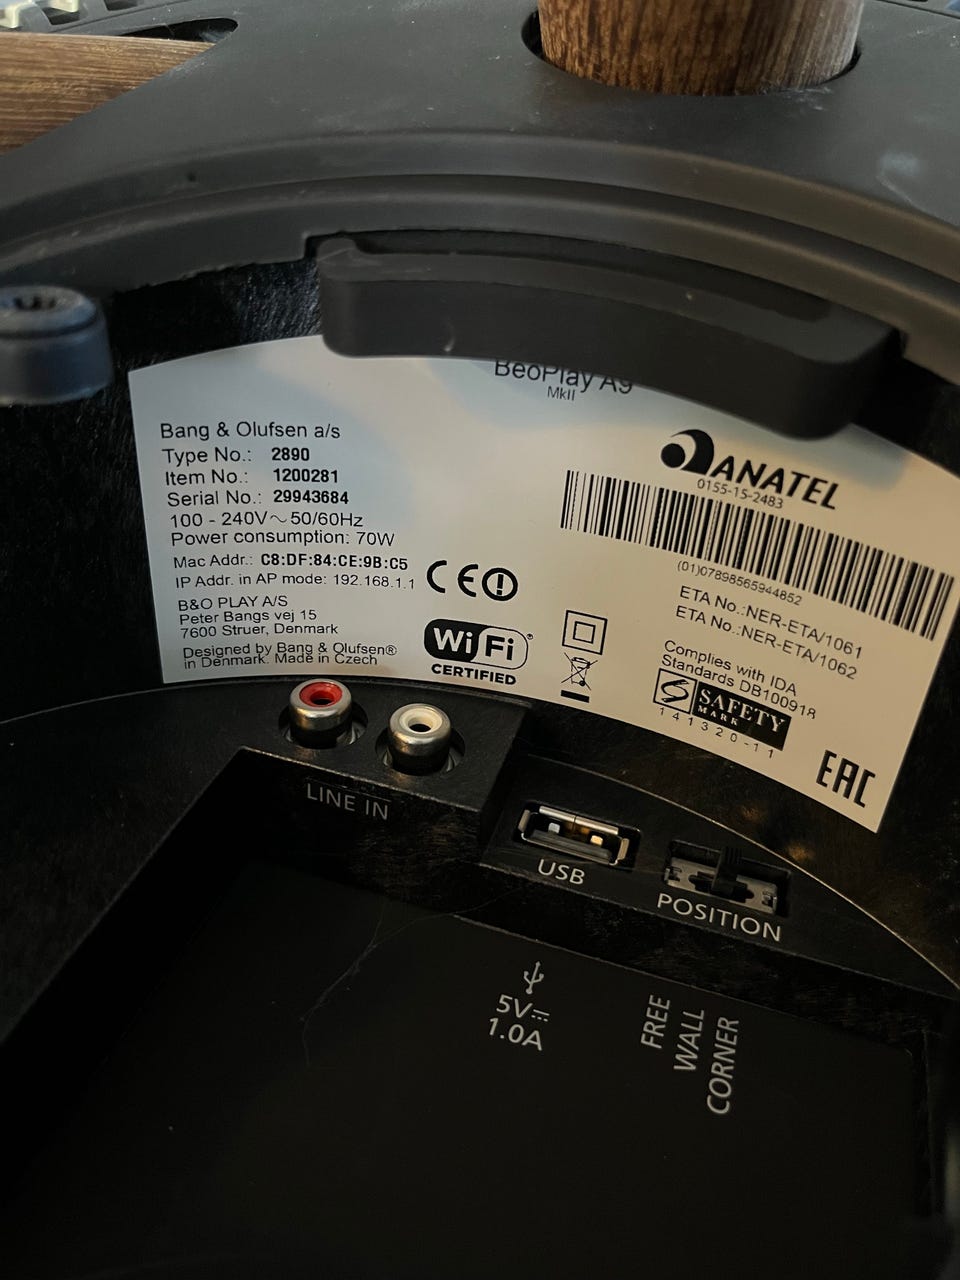 BeoPlay A9
MkII
Bang & Olufsen a/s
Type No.: 2890
Item No.: 1200281
Serial No.: 29943684
100 - 240V～50/60Hz
Power consumption: 70W
Mac Addr.: C8:DF:84:CE:9B:C5
IP Addr. in AP mode: 192.168.1.1
B&O PLAY A/S
Peter Bangs vej 15
7600 Struer, Denmark
Designed by Bang & Olufsen®
in Denmark. Made in Czech
CE
Wi Fi®
CERTIFIED
ANATEL
0155-15-2483
(01)07898565944852
ETA No.:NER-ETA/1061
ETA No.:NER-ETA/1062
Complies with IDA
Standards DB100918
SAFETY
MARK
141320-11
EAC
LINE IN
USB
POSITION
5V⎓
1.0A
FREE
WALL
CORNER